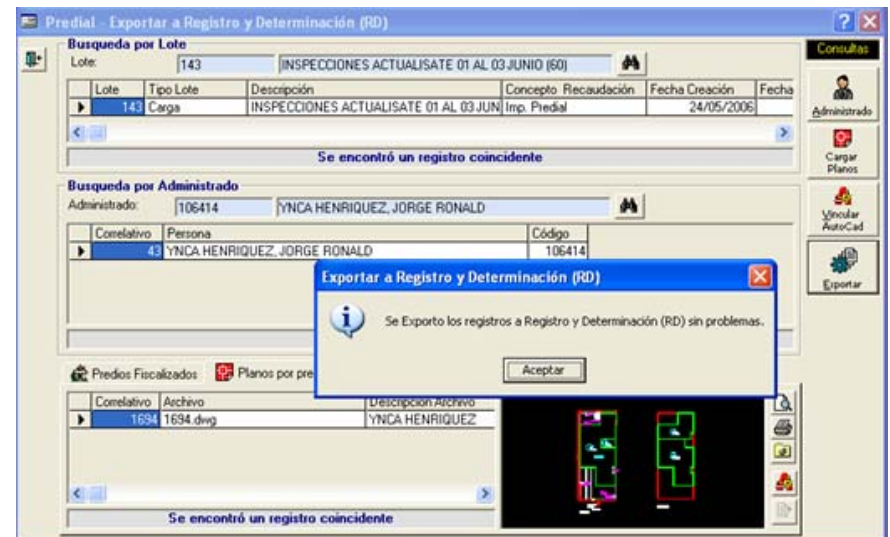 Predial - Exportar a Registro y Determinación (RD)
Busqueda por Lote
Lote: 143 INSPECCIONES ACTUALISATE 01 AL 03 JUNIO (60)
Lote Tipo Lote Descripción Concepto Recaudación Fecha Creación Fecha
143 Carga INSPECCIONES ACTUALISATE 01 AL 03 JUN Imp. Predial 24/05/2006
Se encontró un registro coincidente
Busqueda por Administrado
Administrado: 106414 YNCA HENRIQUEZ, JORGE RONALD
Correlativo Persona Código
43 YNCA HENRIQUEZ, JORGE RONALD 106414
Exportar a Registro y Determinación (RD)
Se Exporto los registros a Registro y Determinación (RD) sin problemas.
Aceptar
Predios Fiscalizados Planos por pre
Correlativo Archivo Descripción Archivo
1694 1694.dwg YNCA HENRIQUEZ
Se encontró un registro coincidente
Consultas
Administrado
Cargar
Planos
Vincular
AutoCad
Exportar